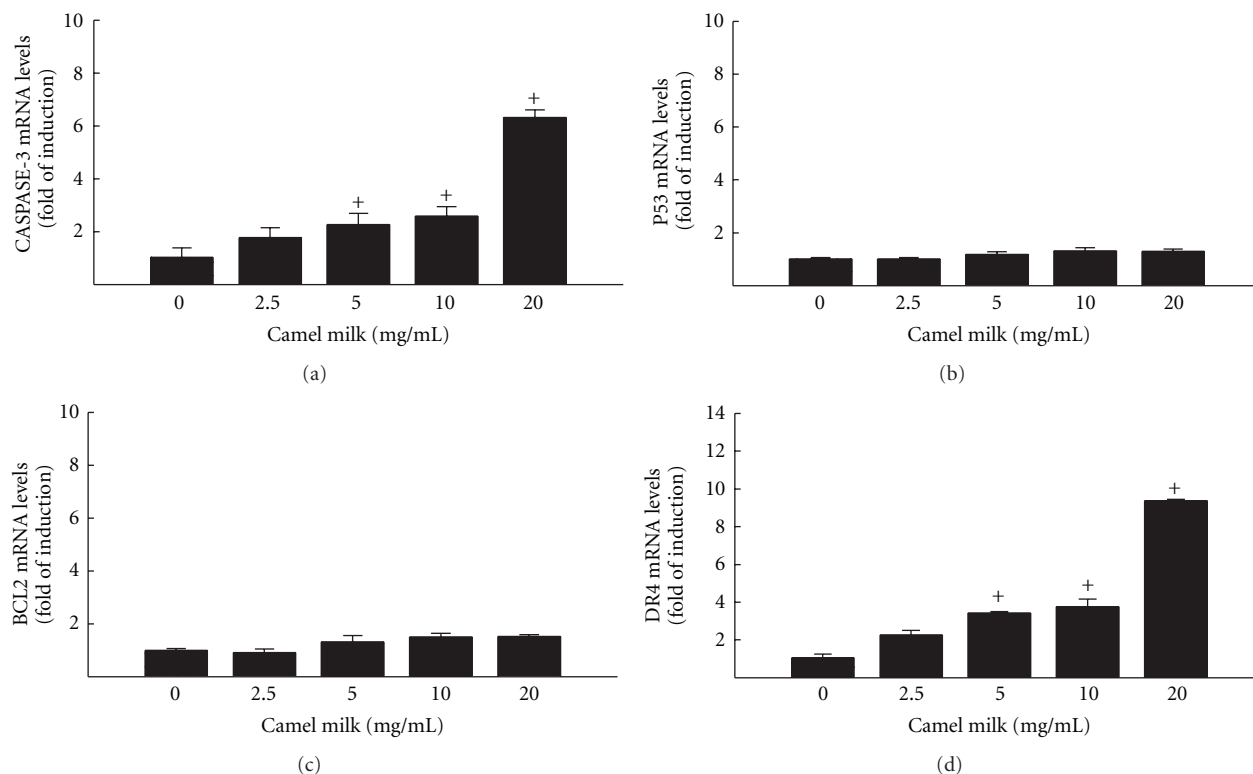 10
8
6
4
2
CASPASE-3 mRNA levels
(fold of induction)
+
+
+
0 2.5 5 10 20
Camel milk (mg/mL)
(a)
10
8
6
4
2
P53 mRNA levels
(fold of induction)
0 2.5 5 10 20
Camel milk (mg/mL)
(b)
10
8
6
4
2
BCL2 mRNA levels
(fold of induction)
0 2.5 5 10 20
Camel milk (mg/mL)
(c)
14
12
10
8
6
4
2
DR4 mRNA levels
(fold of induction)
+
+
+
0 2.5 5 10 20
Camel milk (mg/mL)
(d)